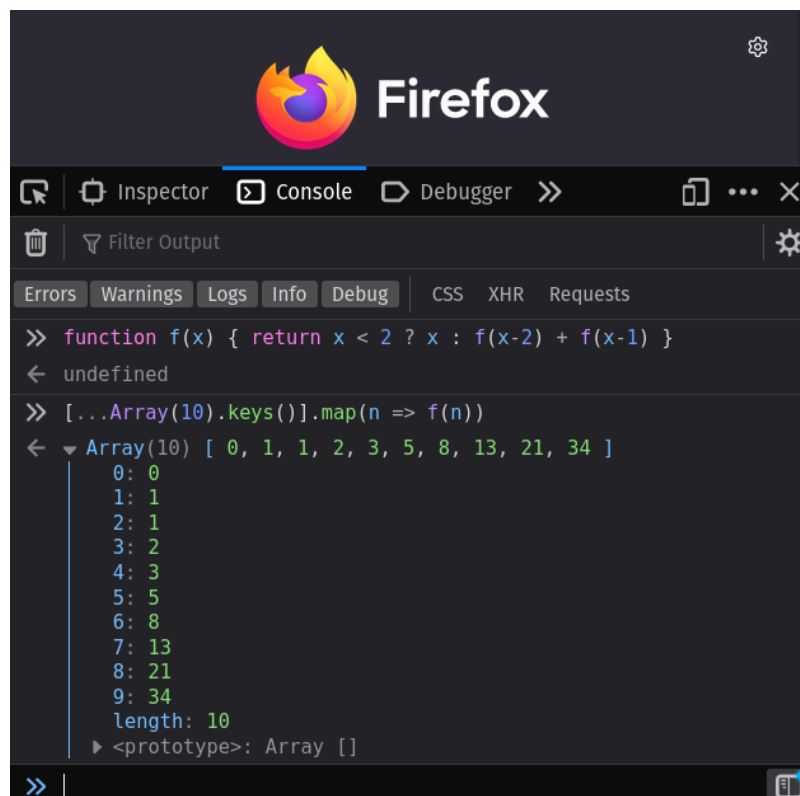 Firefox
Inspector Console Debugger
Filter Output
Errors Warnings Logs Info Debug CSS XHR Requests
function f(x) { return x < 2 ? x : f(x-2) + f(x-1) }
undefined
[...Array(10).keys()].map(n => f(n))
Array(10) [ 0, 1, 1, 2, 3, 5, 8, 13, 21, 34 ]
0: 0
1: 1
2: 1
3: 2
4: 3
5: 5
6: 8
7: 13
8: 21
9: 34
length: 10
<prototype>: Array []